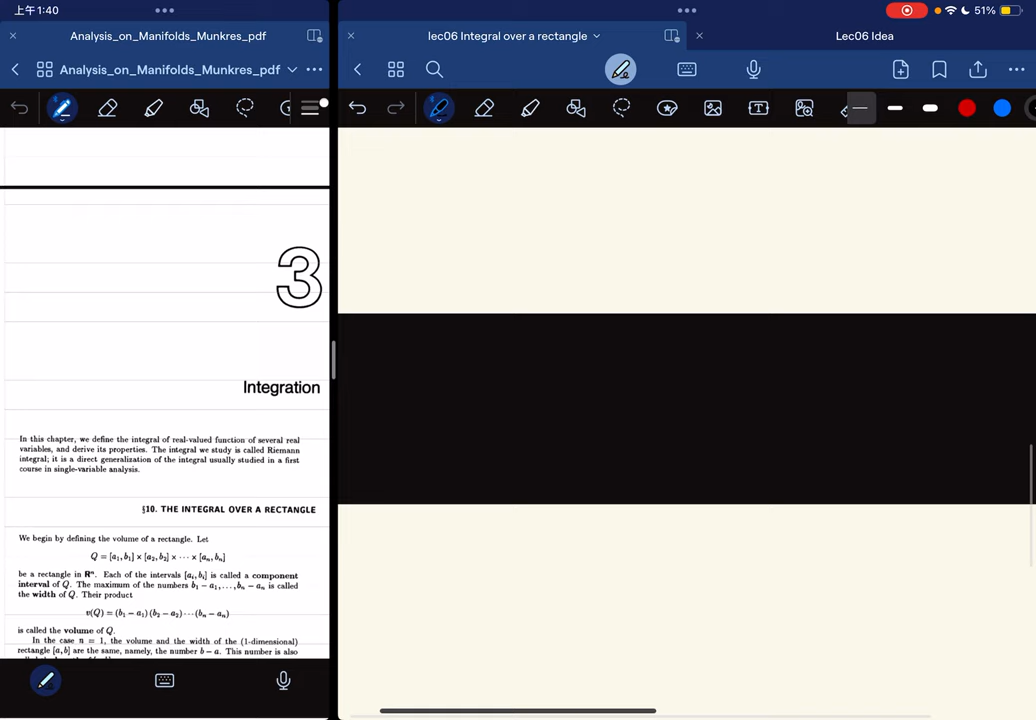 上午1:40
51%
Analysis_on_Manifolds_Munkres_pdf
lec06 Integral over a rectangle
Lec06 Idea
Analysis_on_Manifolds_Munkres_pdf
3
Integration
In this chapter, we define the integral of real-valued function of several real
variables, and derive its properties. The integral we study is called Riemann
integral; it is a direct generalization of the integral usually studied in a first
course in single-variable analysis.
§10. THE INTEGRAL OVER A RECTANGLE
We begin by defining the volume of a rectangle. Let
Q = [a₁, b₁] × [a₂, b₂] × ··· × [aₙ, bₙ]
be a rectangle in Rⁿ. Each of the intervals [aᵢ, bᵢ] is called a component
interval of Q. The maximum of the numbers b₁ − a₁, . . . , bₙ − aₙ is called
the width of Q. Their product
v(Q) = (b₁ − a₁)(b₂ − a₂) ··· (bₙ − aₙ)
is called the volume of Q.
In the case n = 1, the volume and the width of the (1-dimensional)
rectangle [a, b] are the same, namely, the number b − a. This number is also